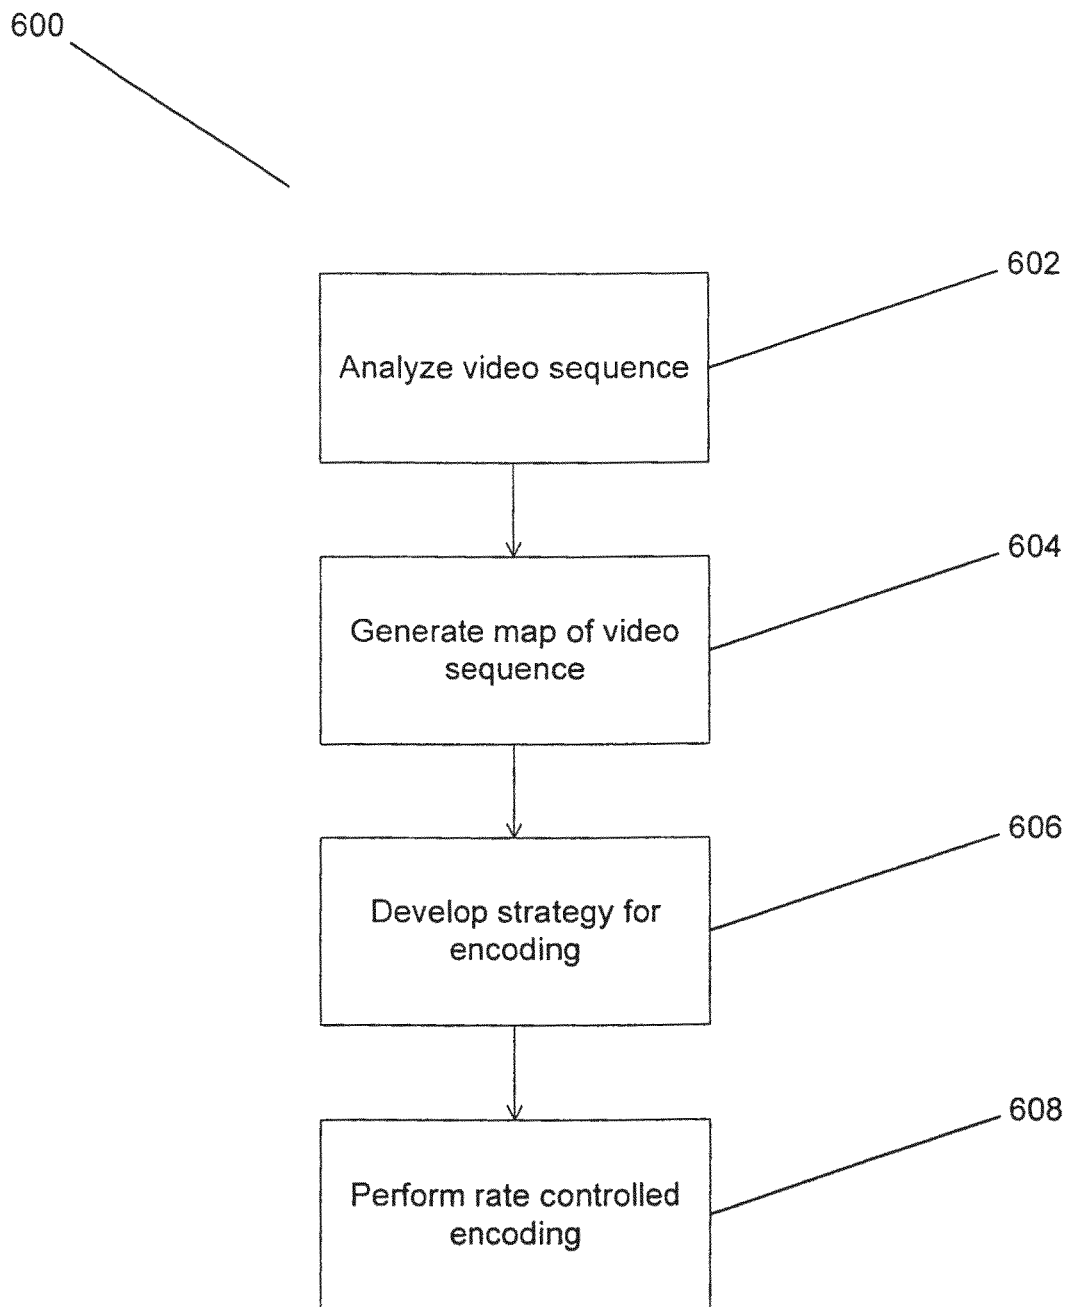 600
602
Analyze video sequence
604
Generate map of video
sequence
606
Develop strategy for
encoding
608
Perform rate controlled
encoding